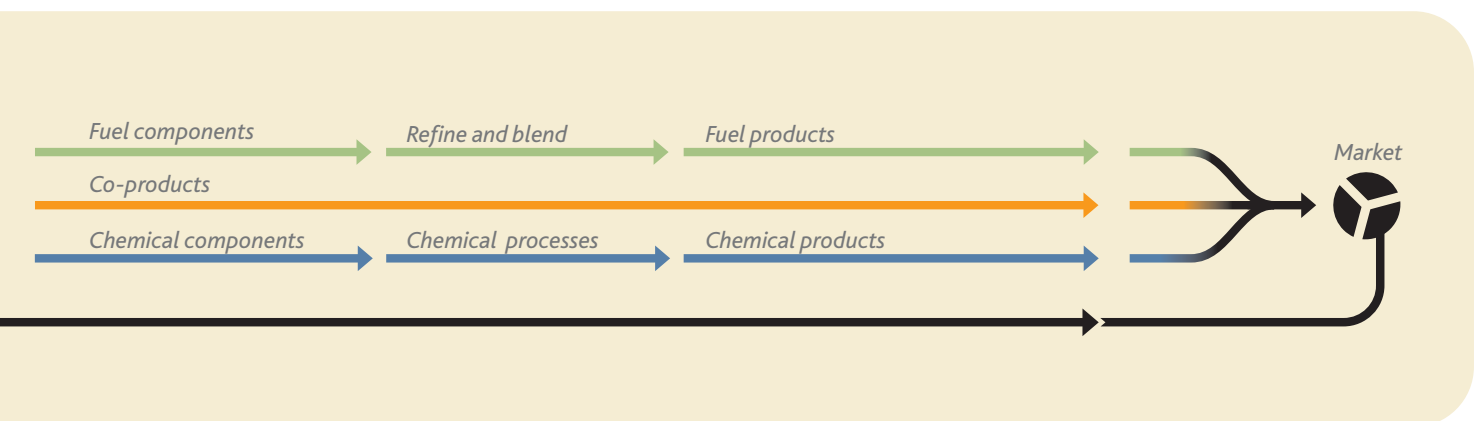 Fuel components
Refine and blend
Fuel products
Market
Co-products
Chemical components
Chemical processes
Chemical products